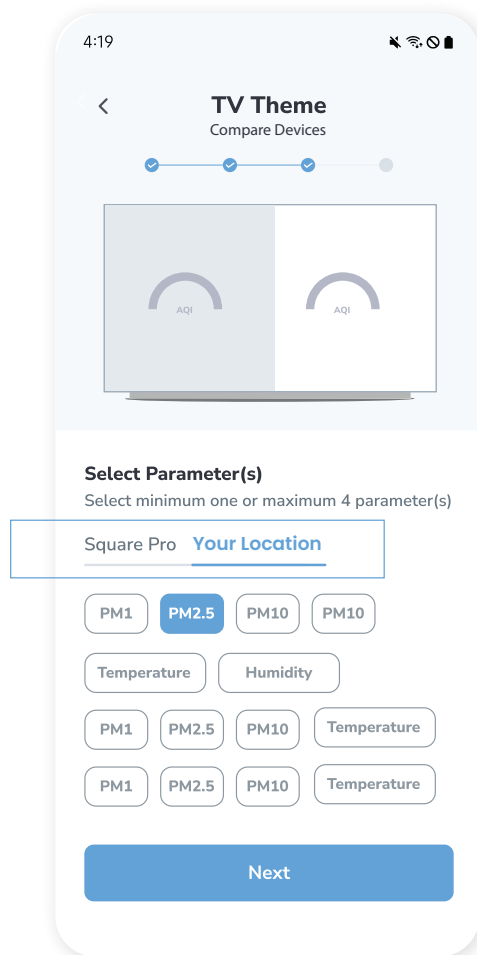 4:19
TV Theme
Compare Devices
AQI AQI
Select Parameter(s)
Select minimum one or maximum 4 parameter(s)
Square Pro Your Location
PM1 PM2.5 PM10 PM10
Temperature Humidity
PM1 PM2.5 PM10 Temperature
PM1 PM2.5 PM10 Temperature
Next